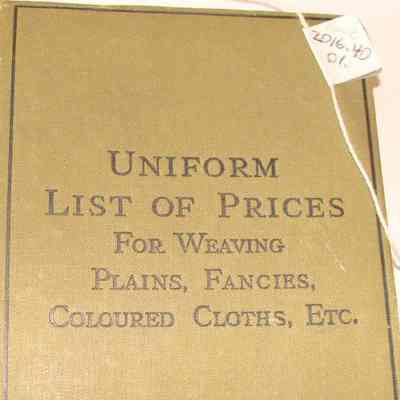 2016.40
01.
UNIFORM
LIST OF PRICES
FOR WEAVING
PLAINS, FANCIES,
COLOURED CLOTHS, ETC.